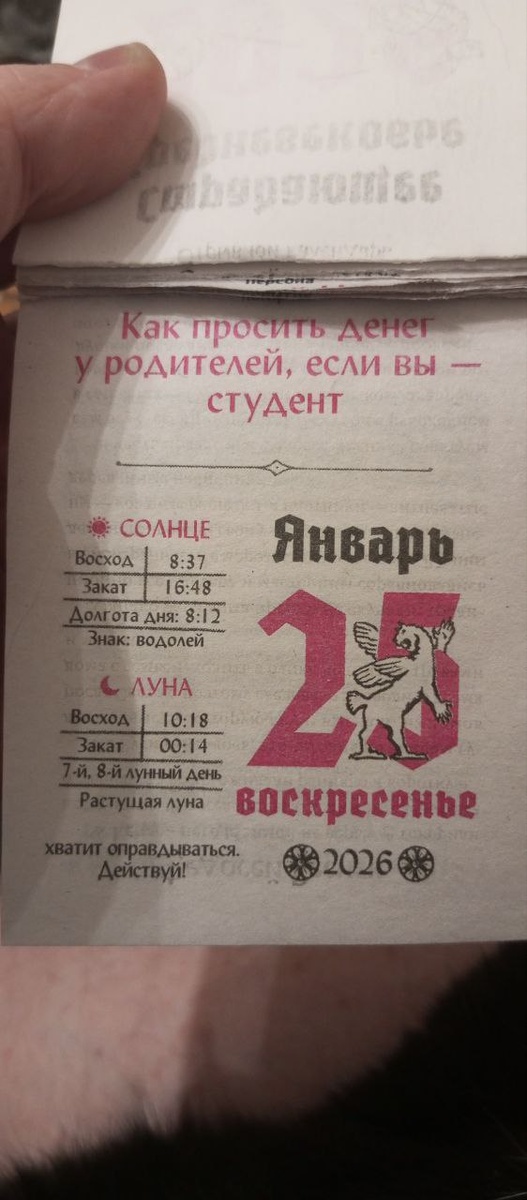 персона
Как просить денег
у родителей, если вы —
студент
СОЛНЦЕ
Восход 8:37
Закат 16:48
Долгота дня: 8:12
Знак: водолей
ЛУНА
Восход 10:18
Закат 00:14
7-й, 8-й лунный день
Растущая луна
хватит оправдываться.
Действуй!
Январь
25
воскресенье
2026